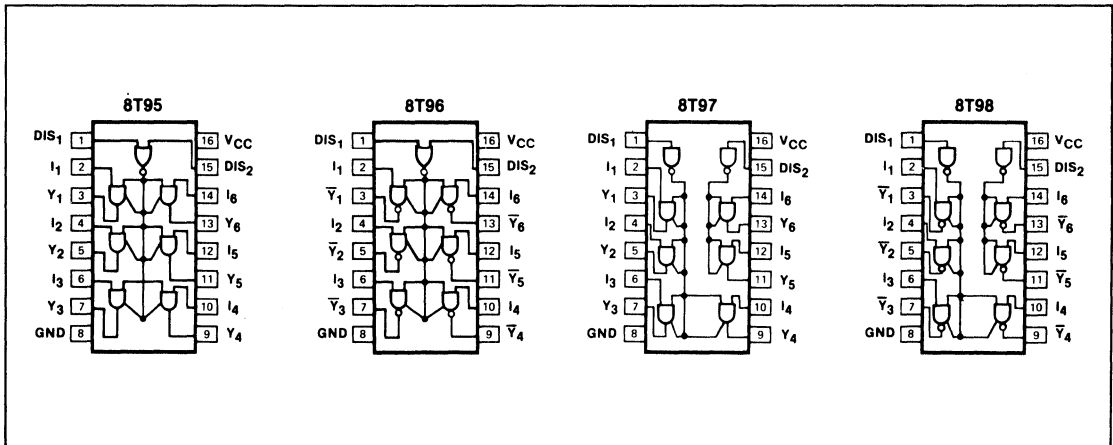 8T95
DIS1 1 16 VCC
I1 2 15 DIS2
Y1 3 14 I6
I2 4 13 Y6
Y2 5 12 I5
I3 6 11 Y5
Y3 7 10 I4
GND 8 9 Y4
8T96
DIS1 1 16 VCC
I1 2 15 DIS2
Y̅1 3 14 I6
I2 4 13 Y̅6
Y̅2 5 12 I5
I3 6 11 Y̅5
Y̅3 7 10 I4
GND 8 9 Y̅4
8T97
DIS1 1 16 VCC
I1 2 15 DIS2
Y1 3 14 I6
I2 4 13 Y6
Y2 5 12 I5
I3 6 11 Y5
Y3 7 10 I4
GND 8 9 Y4
8T98
DIS1 1 16 VCC
I1 2 15 DIS2
Y̅1 3 14 I6
I2 4 13 Y̅6
Y̅2 5 12 I5
I3 6 11 Y̅5
Y̅3 7 10 I4
GND 8 9 Y̅4